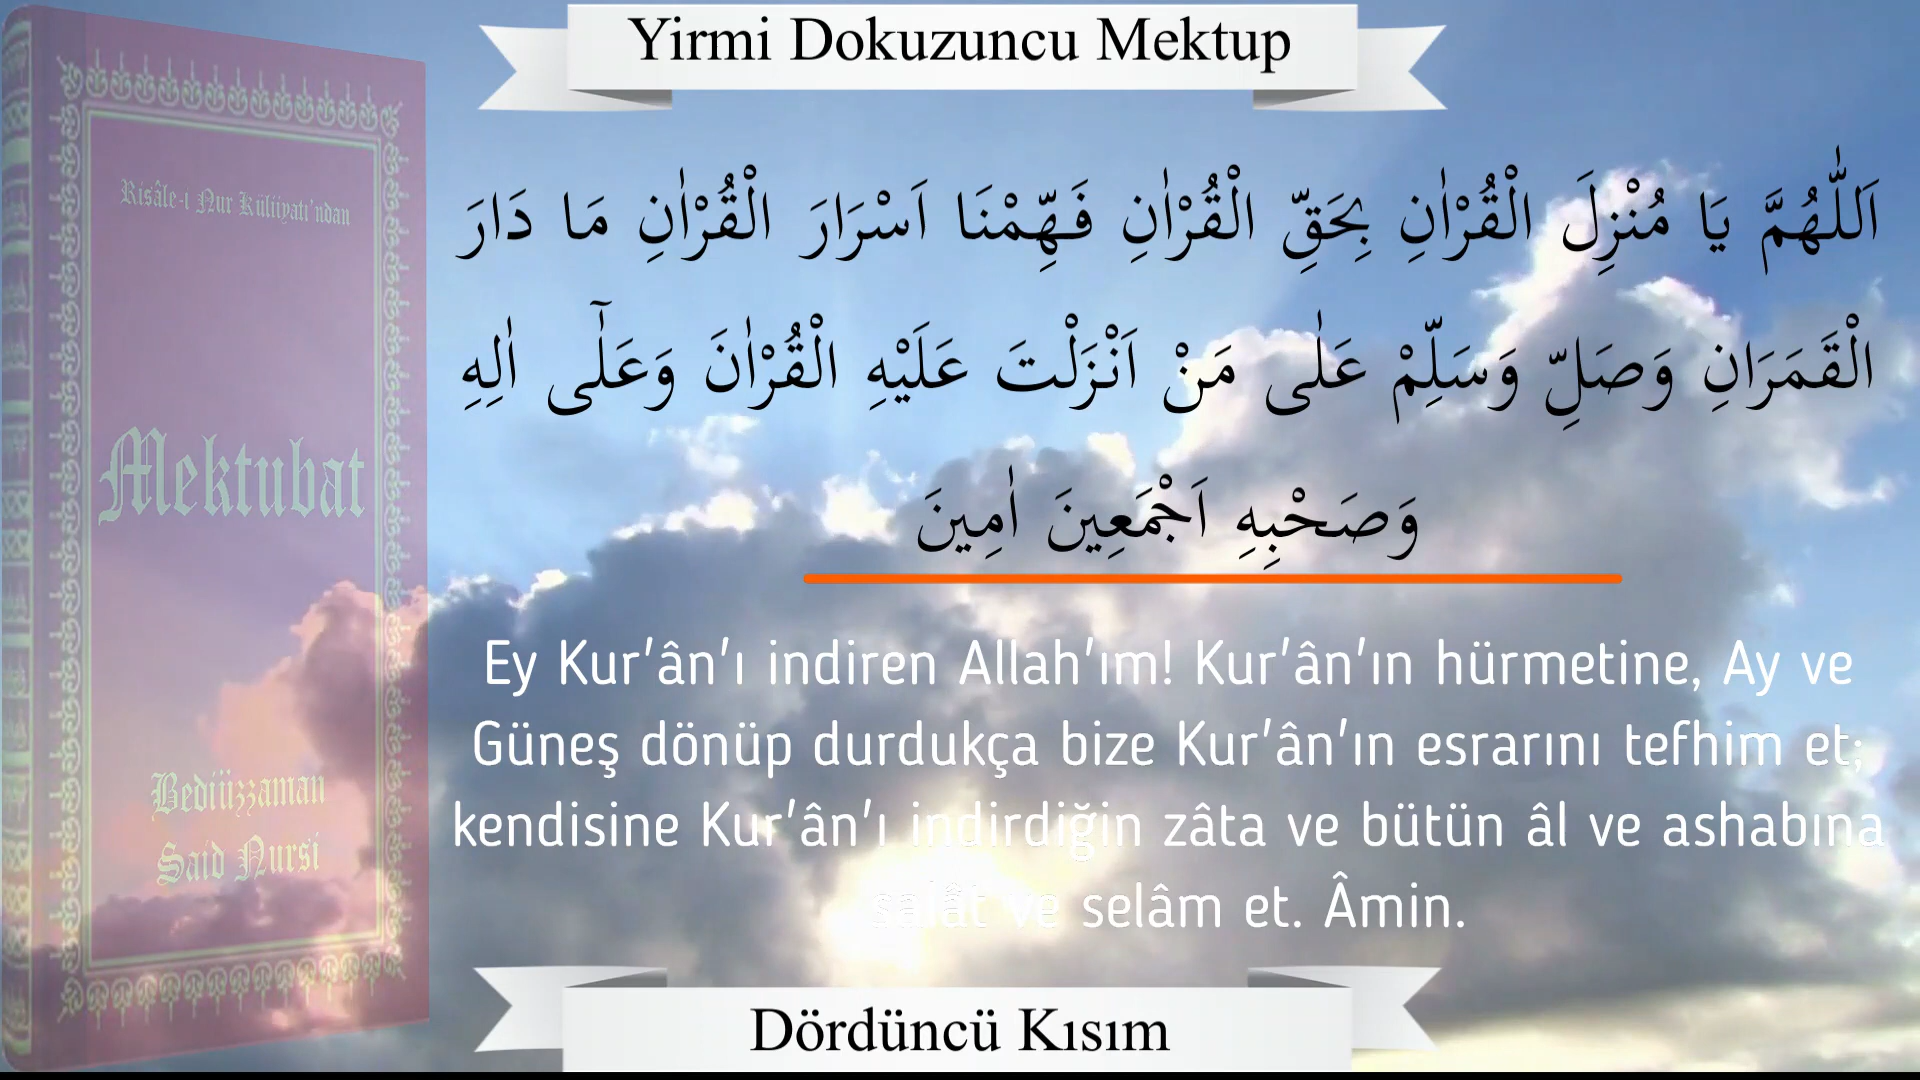 Yirmi Dokuzuncu Mektup
Risâle-i Nur Külliyatı'ndan
Mektubat
Bediüzzaman
Said Nursi
اَللّٰهُمَّ يَا مُنْزِلَ الْقُرْاٰنِ بِحَقِّ الْقُرْاٰنِ فَهِّمْنَا اَسْرَارَ الْقُرْاٰنِ مَا دَارَ
الْقَمَرَانِ وَصَلِّ وَسَلِّمْ عَلٰى مَنْ اَنْزَلْتَ عَلَيْهِ الْقُرْاٰنَ وَعَلٰٓى اٰلِهِ
وَصَحْبِهِ اَجْمَعِينَ اٰمِينَ
Ey Kur'ân'ı indiren Allah'ım! Kur'ân'ın hürmetine, Ay ve
Güneş dönüp durdukça bize Kur'ân'ın esrarını tefhim et;
kendisine Kur'ân'ı indirdiğin zâta ve bütün âl ve ashabına
salât ve selâm et. Âmin.
Dördüncü Kısım